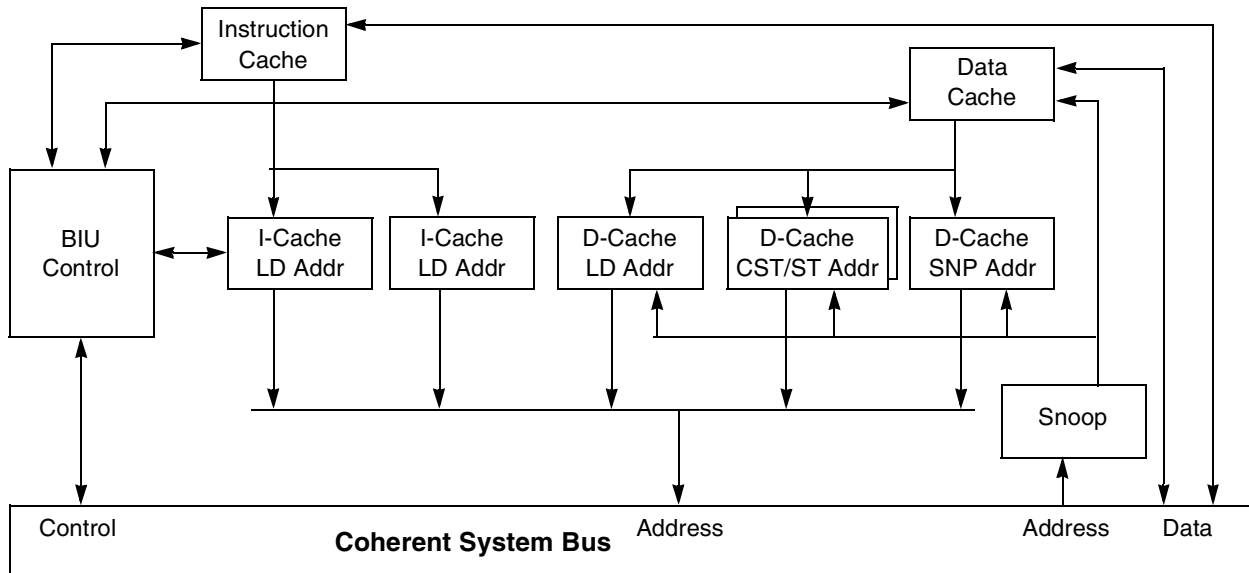 Instruction
Cache
Data
Cache
BIU
Control
I-Cache
LD Addr
I-Cache
LD Addr
D-Cache
LD Addr
D-Cache
CST/ST Addr
D-Cache
SNP Addr
Snoop
Control
Address
Address
Data
Coherent System Bus